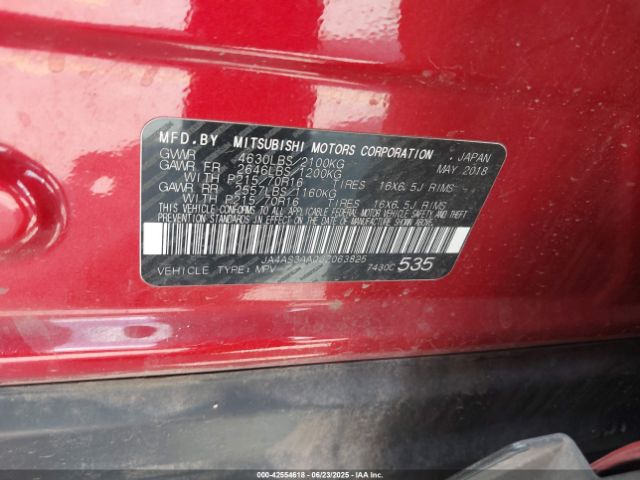 MFD.BY MITSUBISHI MOTORS CORPORATION , JAPAN
GVWR 4630LBS/2100KG MAY 2018
GAWR FR 2646LBS/1200KG
WITH P215/70R16 TIRES 16X6.5J RIMS
GAWR RR 2557LBS/1160KG
WITH P215/70R16 TIRES 16X6.5J RIMS
THIS VEHICLE CONFORMS TO ALL APPLICABLE FEDERAL MOTOR VEHICLE SAFETY AND THEFT
PREVENTION STANDARDS IN EFFECT ON THE DATE OF MANUFACTURE SHOWN ABOVE.
VEHICLE TYPE: MPV 7430C 535
000-42554618 - 06/23/2025 - IAAI.COM